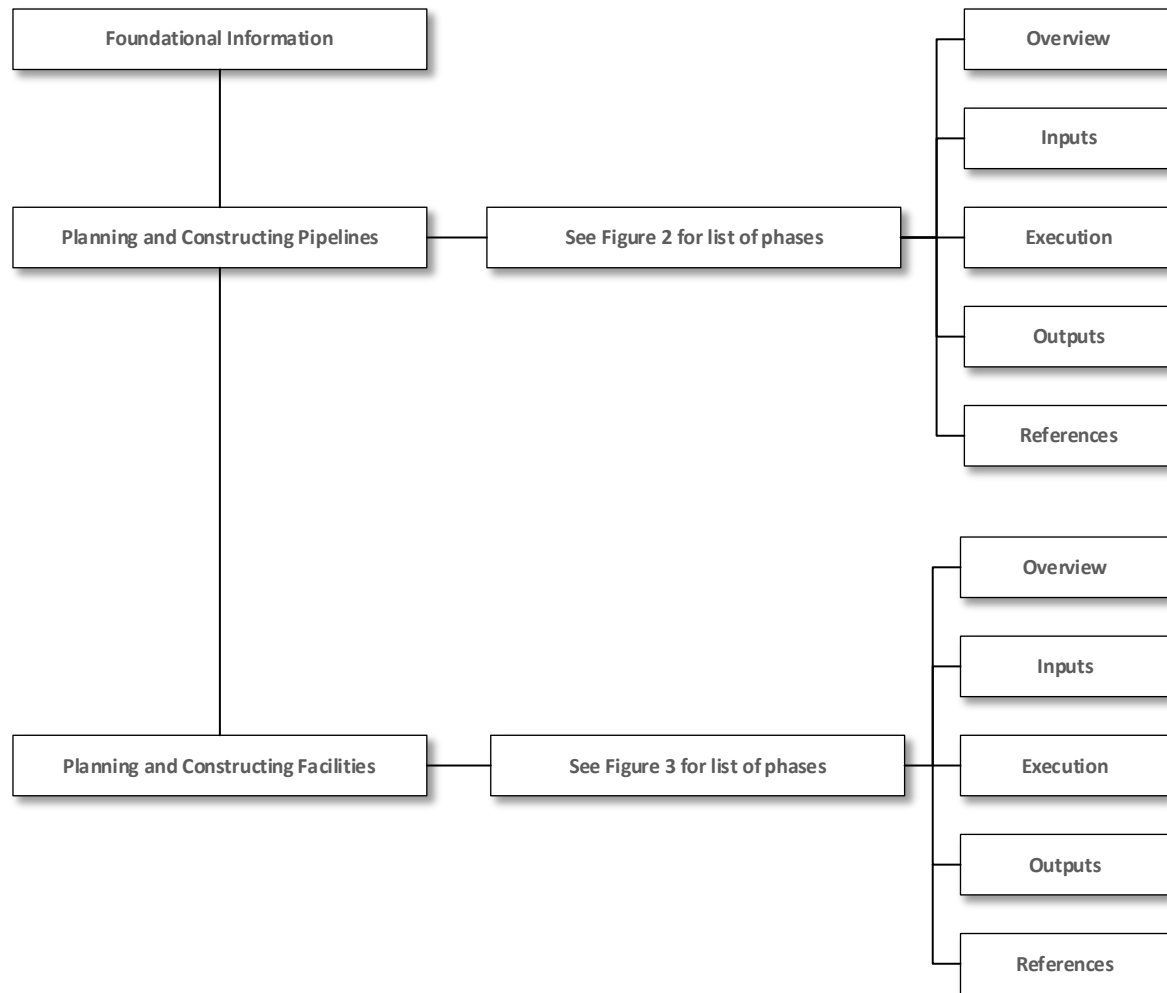 Foundational Information
Overview
Inputs
Planning and Constructing Pipelines
See Figure 2 for list of phases
Execution
Outputs
References
Overview
Inputs
Planning and Constructing Facilities
See Figure 3 for list of phases
Execution
Outputs
References